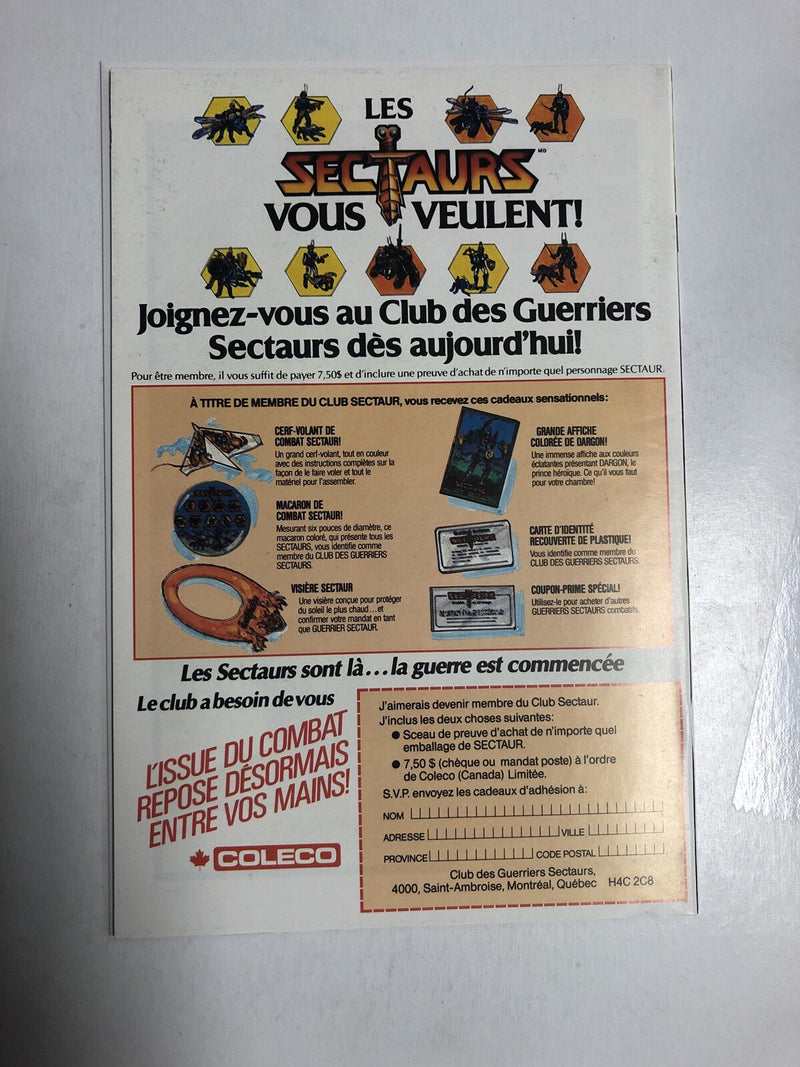 LES
SECTAURS MD
VOUS VEULENT!
Joignez-vous au Club des Guerriers
Sectaurs dès aujourd'hui!
Pour être membre, il vous suffit de payer 7,50$ et d'inclure une preuve d'achat de n'importe quel personnage SECTAUR.
À TITRE DE MEMBRE DU CLUB SECTAUR, vous recevez ces cadeaux sensationnels:
CERF-VOLANT DE
COMBAT SECTAUR!
Un grand cerf-volant, tout en couleur
avec des instructions complètes sur la
façon de le faire voler et tout le
matériel pour l'assembler.
MACARON DE
COMBAT SECTAUR!
Mesurant six pouces de diamètre, ce
macaron coloré, qui présente tous les
SECTAURS, vous identifie comme
membre du CLUB DES GUERRIERS
SECTAURS.
VISIÈRE SECTAUR
Une visière conçue pour protéger
du soleil le plus chaud...et
confirmer votre mandat en tant
que GUERRIER SECTAUR.
GRANDE AFFICHE
COLORÉE DE DARGON!
Une immense affiche aux couleurs
éclatantes présentant DARGON, le
prince héroïque. Ce qu'il vous faut
pour votre chambre!
CARTE D'IDENTITÉ
RECOUVERTE DE PLASTIQUE!
Vous identifie comme membre du
CLUB DES GUERRIERS SECTAURS.
COUPON-PRIME SPÉCIAL!
Utilisez-le pour acheter d'autres
GUERRIERS SECTAURS combatifs.
SECTAURS
SECTAURS
SECTAURS
Les Sectaurs sont là...la guerre est commencée
Le club a besoin de vous
L'ISSUE DU COMBAT
REPOSE DÉSORMAIS
ENTRE VOS MAINS!
COLECO
J'aimerais devenir membre du Club Sectaur.
J'inclus les deux choses suivantes:
● Sceau de preuve d'achat de n'importe quel
emballage de SECTAUR.
● 7,50 $ (chèque ou mandat poste) à l'ordre
de Coleco (Canada) Limitée.
S.V.P. envoyez les cadeaux d'adhésion à:
NOM
ADRESSE VILLE
PROVINCE CODE POSTAL
Club des Guerriers Sectaurs,
4000, Saint-Ambroise, Montréal, Québec H4C 2C8